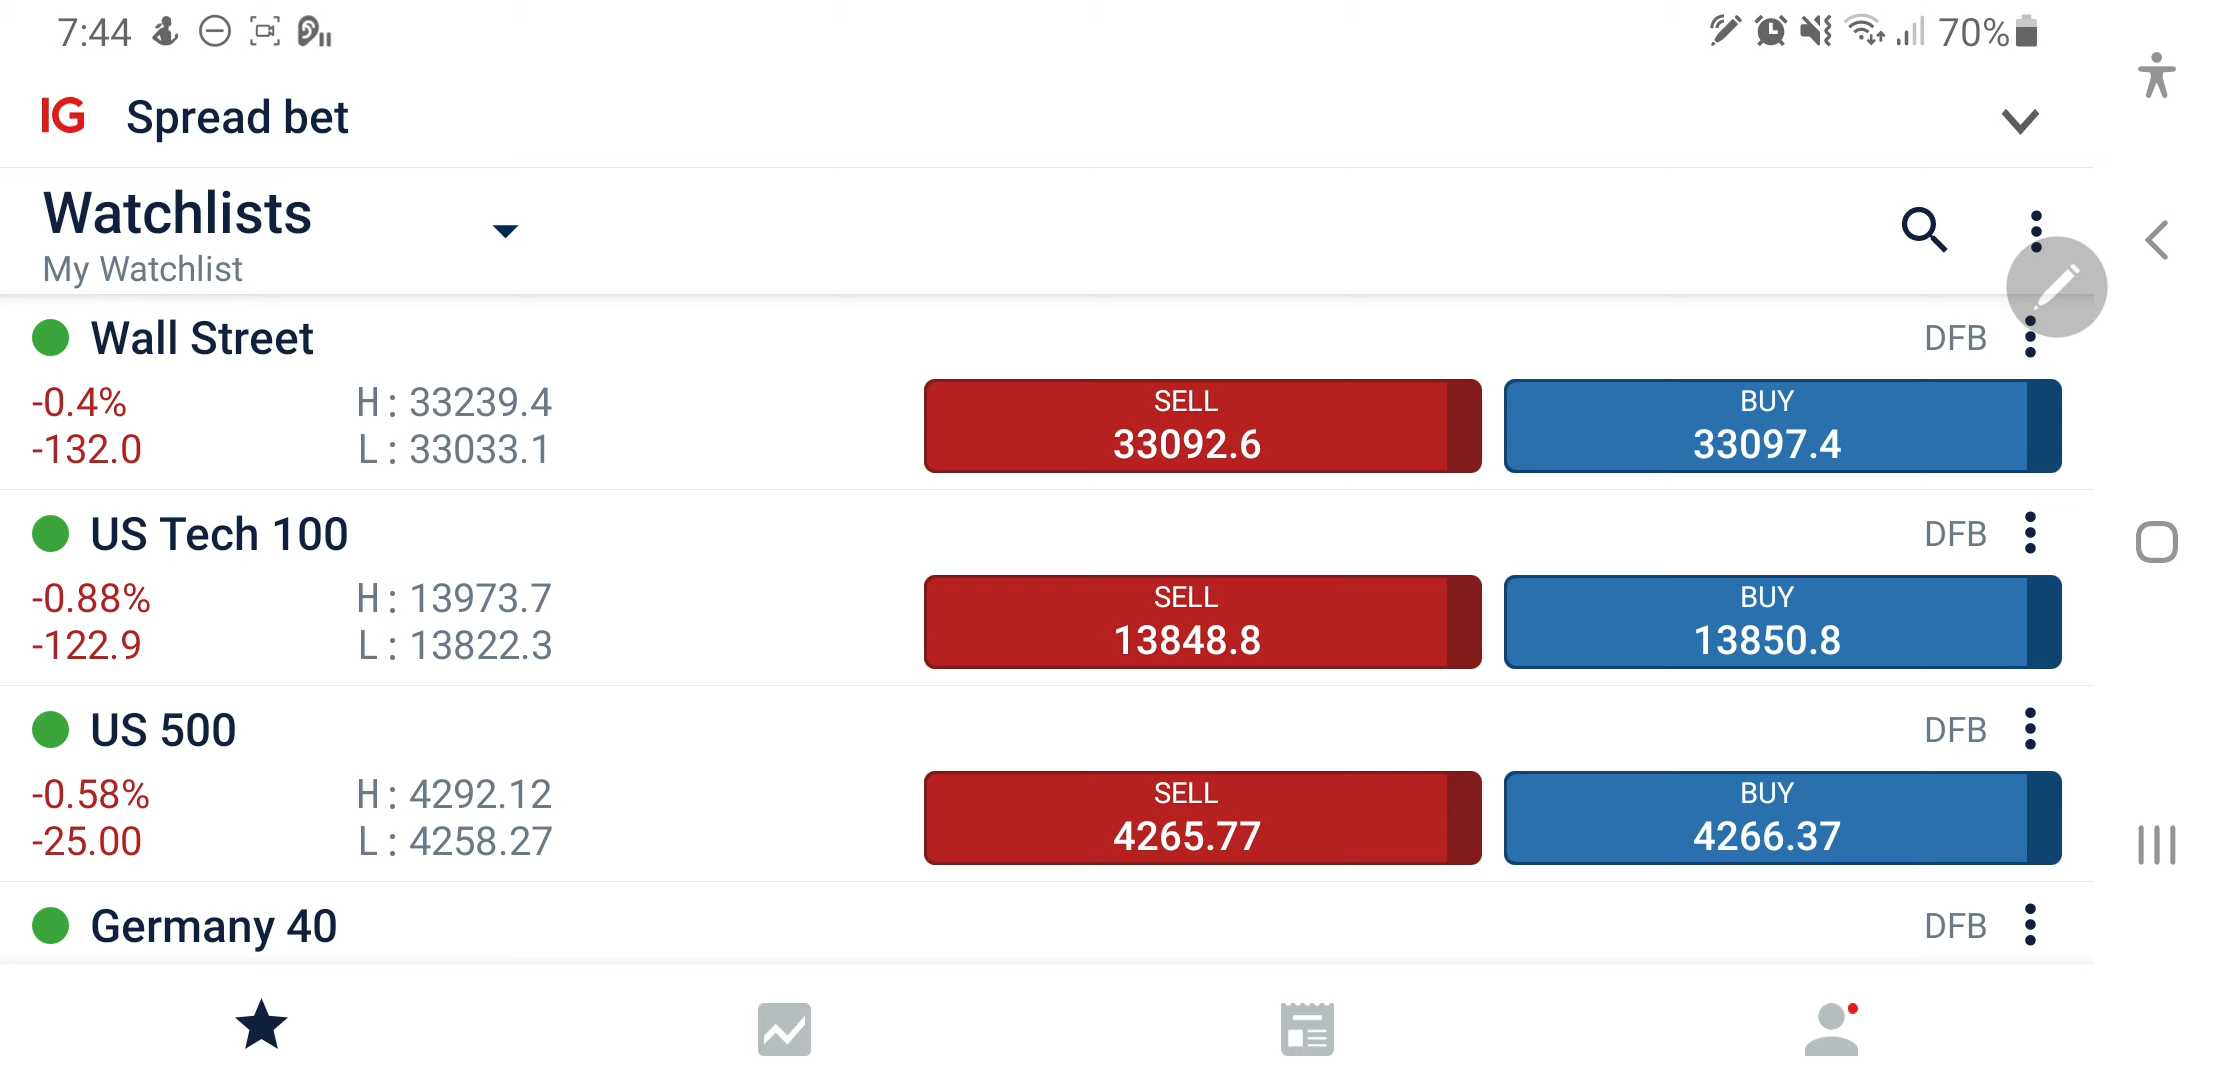 7:44 70%
IG Spread bet
Watchlists
My Watchlist
Wall Street DFB
-0.4% H: 33239.4 SELL BUY
-132.0 L: 33033.1 33092.6 33097.4
US Tech 100 DFB
-0.88% H: 13973.7 SELL BUY
-122.9 L: 13822.3 13848.8 13850.8
US 500 DFB
-0.58% H: 4292.12 SELL BUY
-25.00 L: 4258.27 4265.77 4266.37
Germany 40 DFB